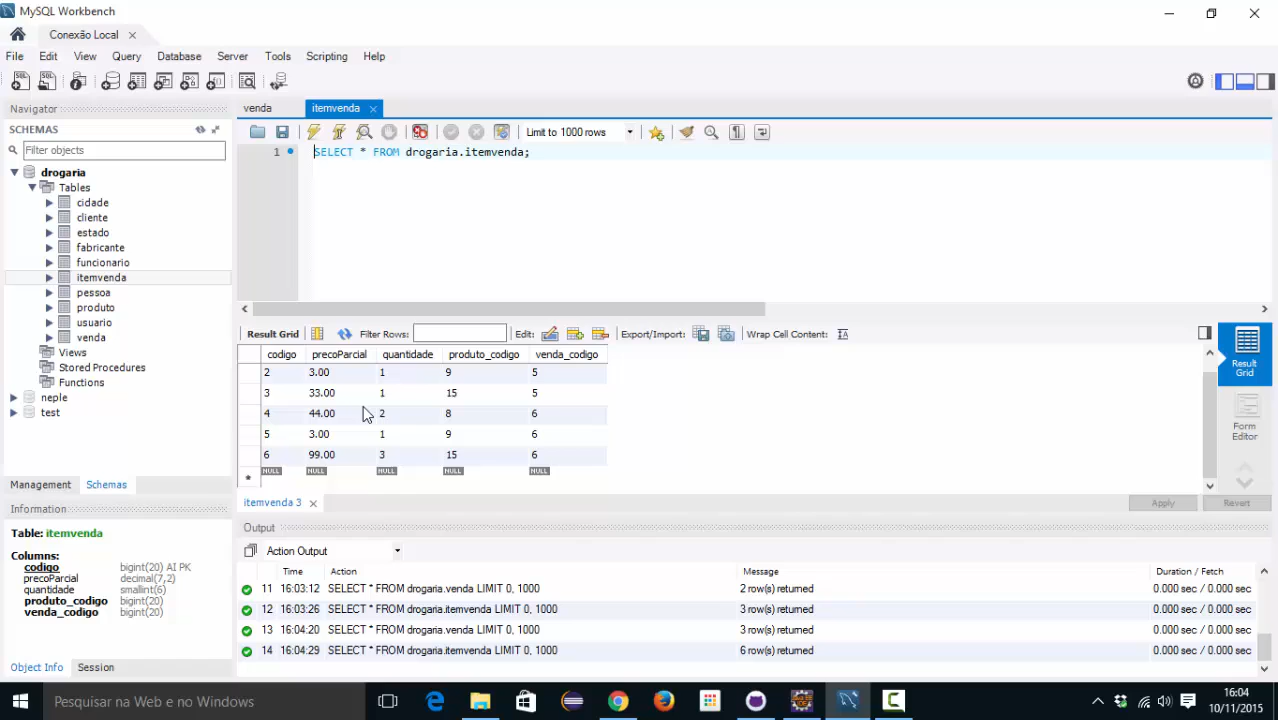 MySQL Workbench
Conexão Local
File Edit View Query Database Server Tools Scripting Help
Navigator
SCHEMAS
Filter objects
drogaria
Tables
cidade
cliente
estado
fabricante
funcionario
itemvenda
pessoa
produto
usuario
venda
Views
Stored Procedures
Functions
neple
test
Management Schemas
Information
Table: itemvenda
Columns:
codigo bigint(20) AI PK
precoParcial decimal(7,2)
quantidade smallint(6)
produto_codigo bigint(20)
venda_codigo bigint(20)
Object Info Session
venda itemvenda
Limit to 1000 rows
1 SELECT * FROM drogaria.itemvenda;
Result Grid Filter Rows: Edit: Export/Import: Wrap Cell Content:
codigo precoParcial quantidade produto_codigo venda_codigo
2 3.00 1 9 5
3 33.00 1 15 5
4 44.00 2 8 6
5 3.00 1 9 6
6 99.00 3 15 6
NULL NULL NULL NULL NULL
Result Grid
Form Editor
itemvenda 3 Apply Revert
Output
Action Output
Time Action Message Duration / Fetch
11 16:03:12 SELECT * FROM drogaria.venda LIMIT 0, 1000 2 row(s) returned 0.000 sec / 0.000 sec
12 16:03:26 SELECT * FROM drogaria.itemvenda LIMIT 0, 1000 3 row(s) returned 0.000 sec / 0.000 sec
13 16:04:20 SELECT * FROM drogaria.venda LIMIT 0, 1000 3 row(s) returned 0.000 sec / 0.000 sec
14 16:04:29 SELECT * FROM drogaria.itemvenda LIMIT 0, 1000 6 row(s) returned 0.000 sec / 0.000 sec
Pesquisar na Web e no Windows
16:04
10/11/2015